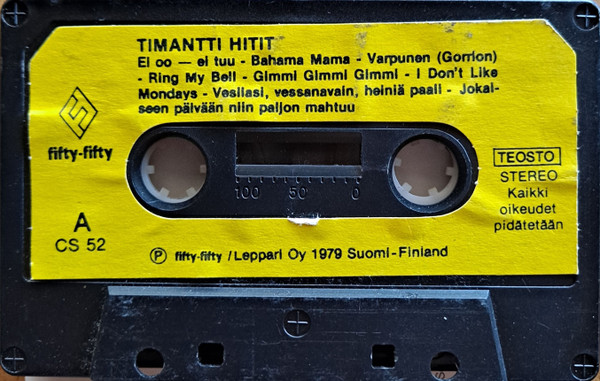 TIMANTTI HITIT
Ei oo — ei tuu - Bahama Mama - Varpunen (Gorrion)
- Ring My Bell - Gimmi Gimmi Gimmi - I Don't Like
Mondays - Vesilasi, vessanavain, heiniä paali - Jokai-
seen päivään niin paljon mahtuu
fifty-fifty
100 50 0
TEOSTO
STEREO
Kaikki
oikeudet
pidätetään
A
CS 52
Ⓟ fifty-fifty / Leppari Oy 1979 Suomi-Finland